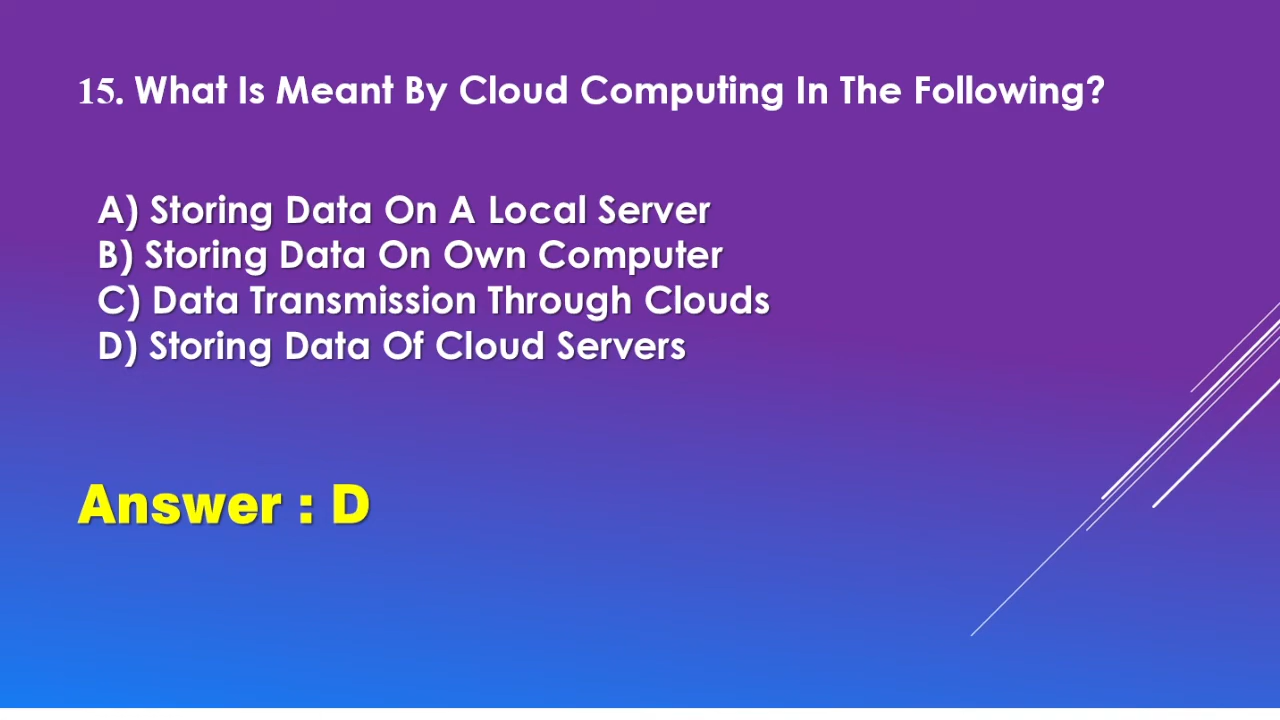 15. What Is Meant By Cloud Computing In The Following?
A) Storing Data On A Local Server
B) Storing Data On Own Computer
C) Data Transmission Through Clouds
D) Storing Data Of Cloud Servers
Answer : D